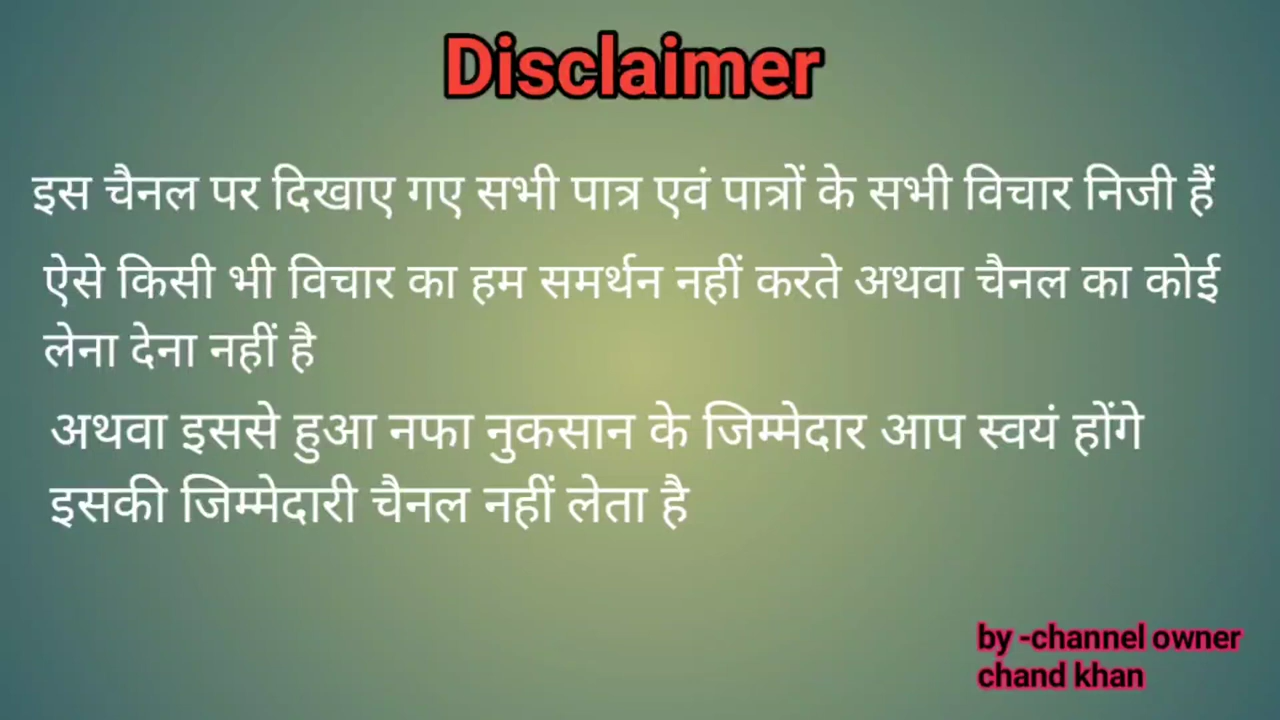 Disclaimer
इस चैनल पर दिखाए गए सभी पात्र एवं पात्रों के सभी विचार निजी हैं
ऐसे किसी भी विचार का हम समर्थन नहीं करते अथवा चैनल का कोई
लेना देना नहीं है
अथवा इससे हुआ नफा नुकसान के जिम्मेदार आप स्वयं होंगे
इसकी जिम्मेदारी चैनल नहीं लेता है
by -channel owner
chand khan